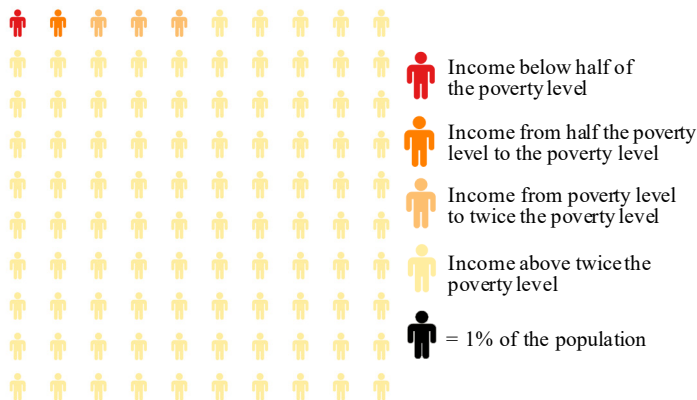 Income below half of
the poverty level
Income from half the poverty
level to the poverty level
Income from poverty level
to twice the poverty level
Income above twice the
poverty level
= 1% of the population